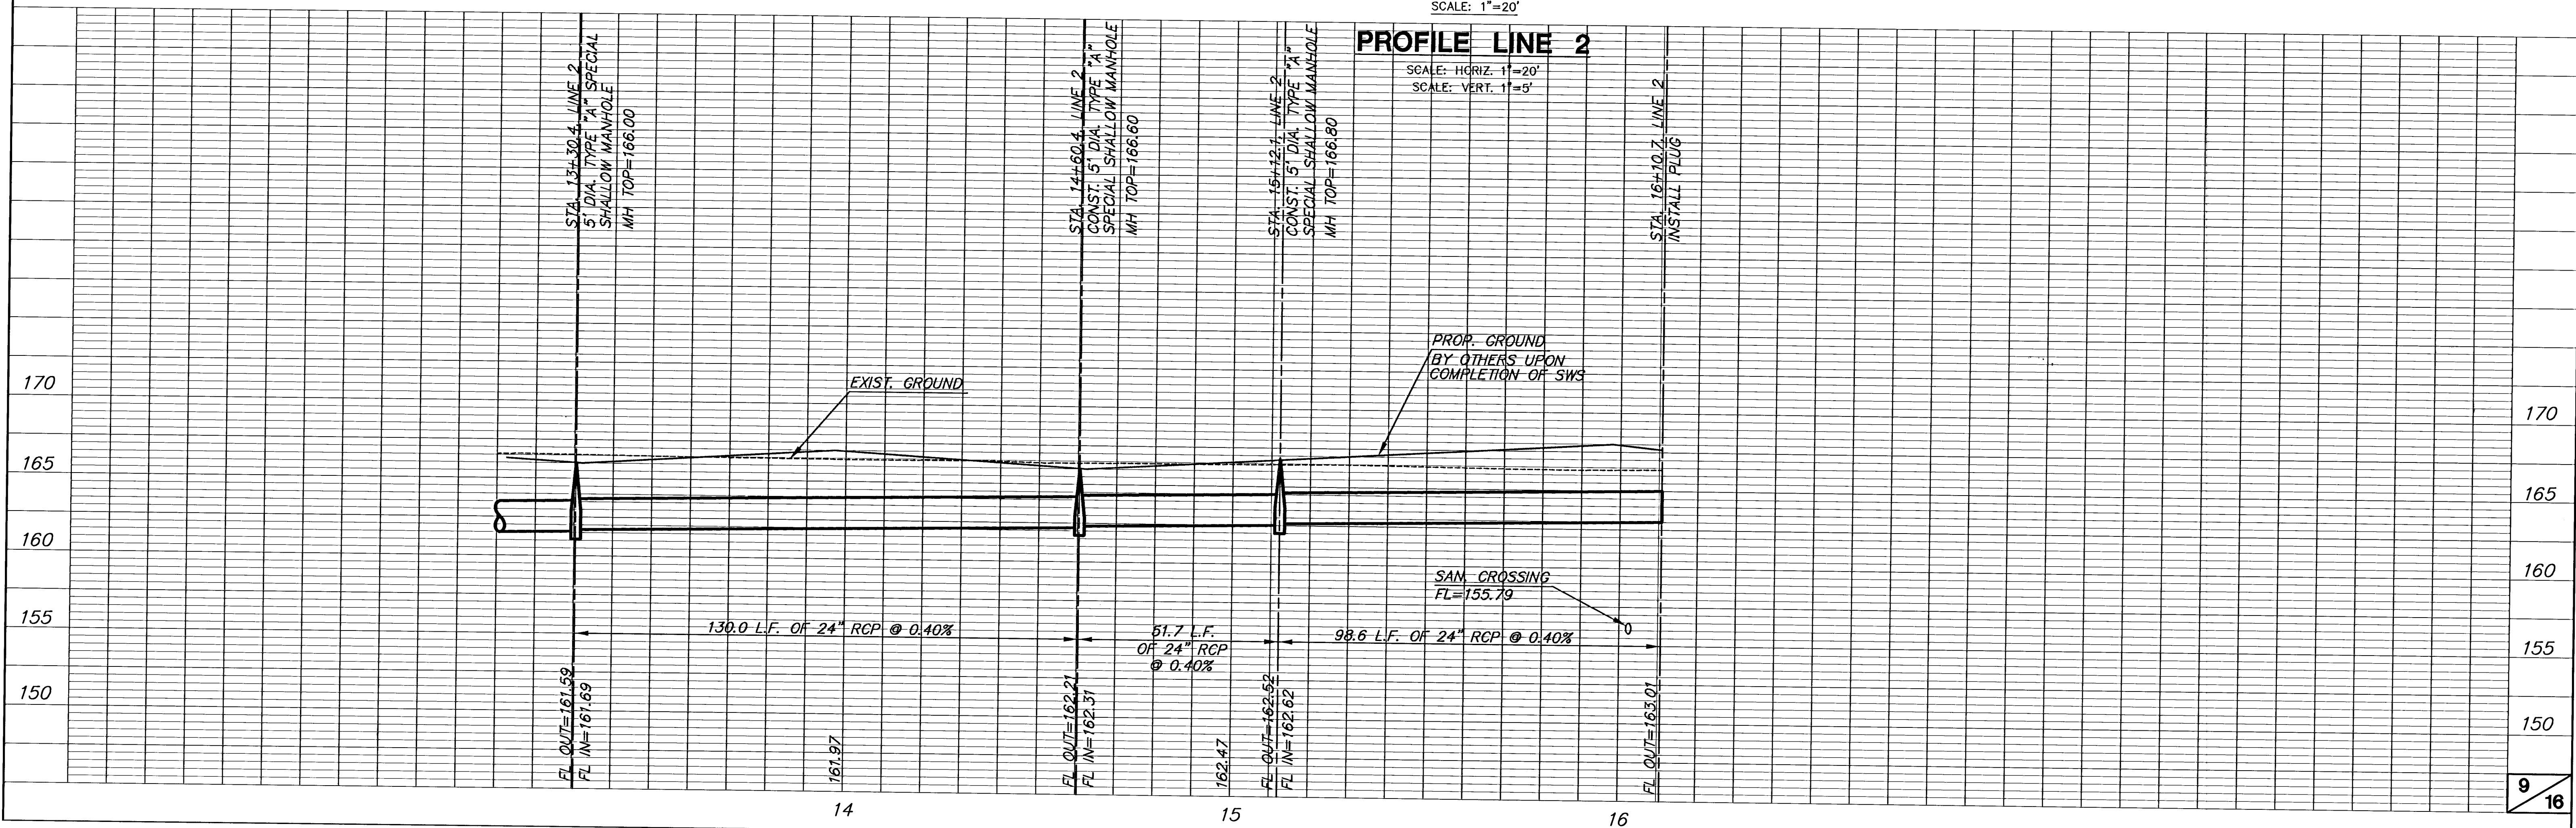 SCALE: 1"=20'
PROFILE LINE 2
SCALE: HORIZ. 1"=20'
SCALE: VERT. 1"=5'
STA. 13+30.4, LINE 2
5' DIA. TYPE "A" SPECIAL
SHALLOW MANHOLE
MH TOP=166.00
STA. 14+60.4, LINE 2
CONST. 5' DIA. TYPE "A"
SPECIAL SHALLOW MANHOLE
MH TOP=166.60
STA. 15+12.1, LINE 2
CONST. 5' DIA. TYPE "A"
SPECIAL SHALLOW MANHOLE
MH TOP=166.80
STA. 16+10.7, LINE 2
INSTALL PLUG
EXIST. GROUND
PROP. GROUND
BY OTHERS UPON
COMPLETION OF SWS
170
165
160
155
150
170
165
160
155
150
SAN. CROSSING
FL=155.79
130.0 L.F. OF 24" RCP @ 0.40%
51.7 L.F.
OF 24" RCP
@ 0.40%
98.6 L.F. OF 24" RCP @ 0.40%
FL OUT=161.59
FL IN=161.69
161.97
FL OUT=162.21
FL IN=162.31
162.47
FL OUT=162.52
FL IN=162.62
FL OUT=163.01
14
15
16
9
16